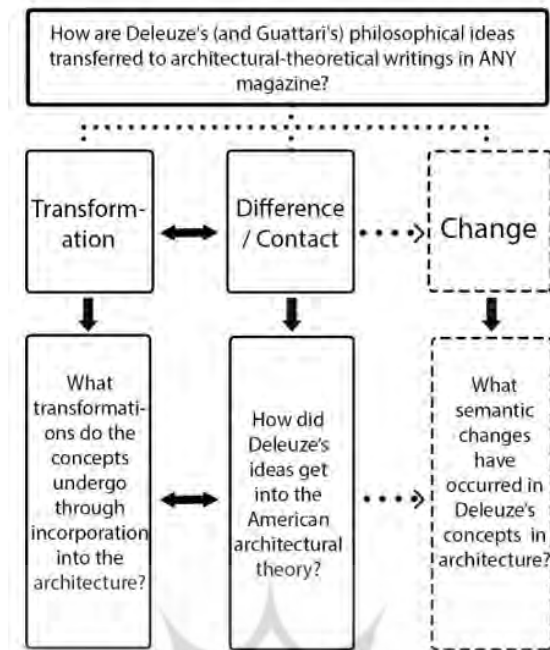 How are Deleuze's (and Guattari's) philosophical ideas
transferred to architectural-theoretical writings in ANY
magazine?
Transform-
ation
Difference
/ Contact
Change
What
transformati-
ons do the
concepts
undergo
through
incorporation
into the
architecture?
How did
Deleuze's
ideas get
into the
American
architectural
theory?
What
semantic
changes
have
occurred in
Deleuze's
concepts in
architecture?